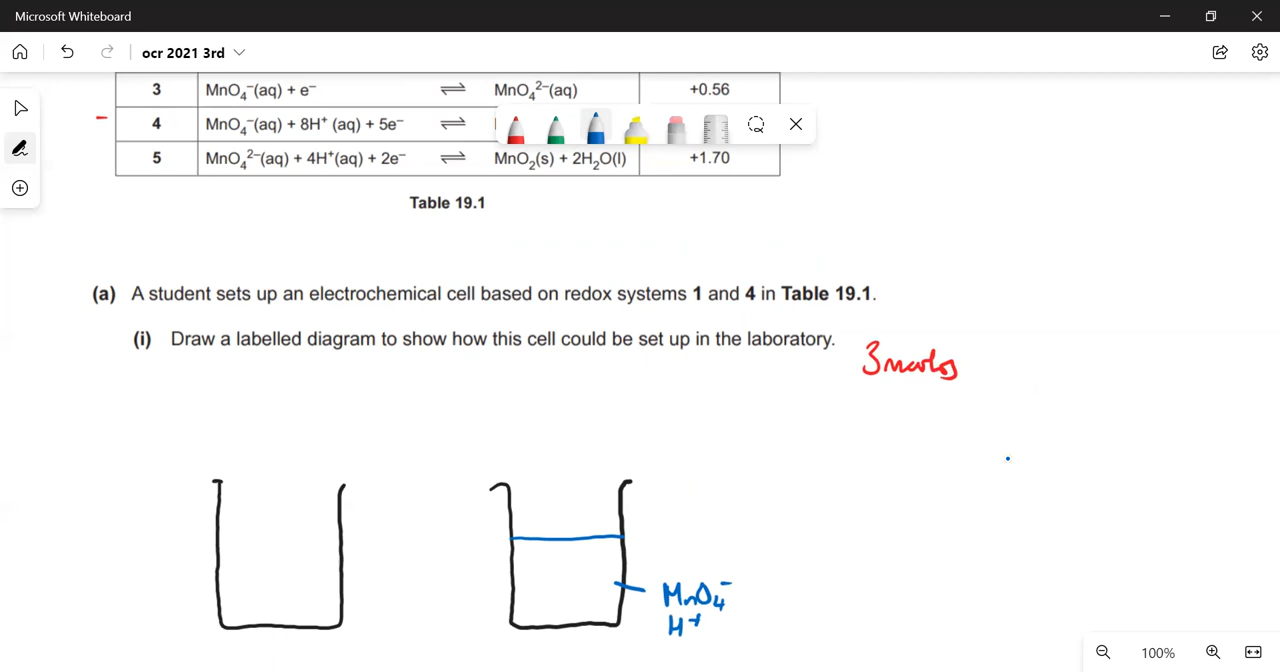 Microsoft Whiteboard
ocr 2021 3rd
3 MnO₄⁻(aq) + e⁻ ⇌ MnO₄²⁻(aq) +0.56
4 MnO₄⁻(aq) + 8H⁺ (aq) + 5e⁻ ⇌
5 MnO₄²⁻(aq) + 4H⁺(aq) + 2e⁻ ⇌ MnO₂(s) + 2H₂O(l) +1.70
Table 19.1
(a) A student sets up an electrochemical cell based on redox systems 1 and 4 in Table 19.1.
(i) Draw a labelled diagram to show how this cell could be set up in the laboratory.
3 marks
MnO₄⁻
H⁺
100%